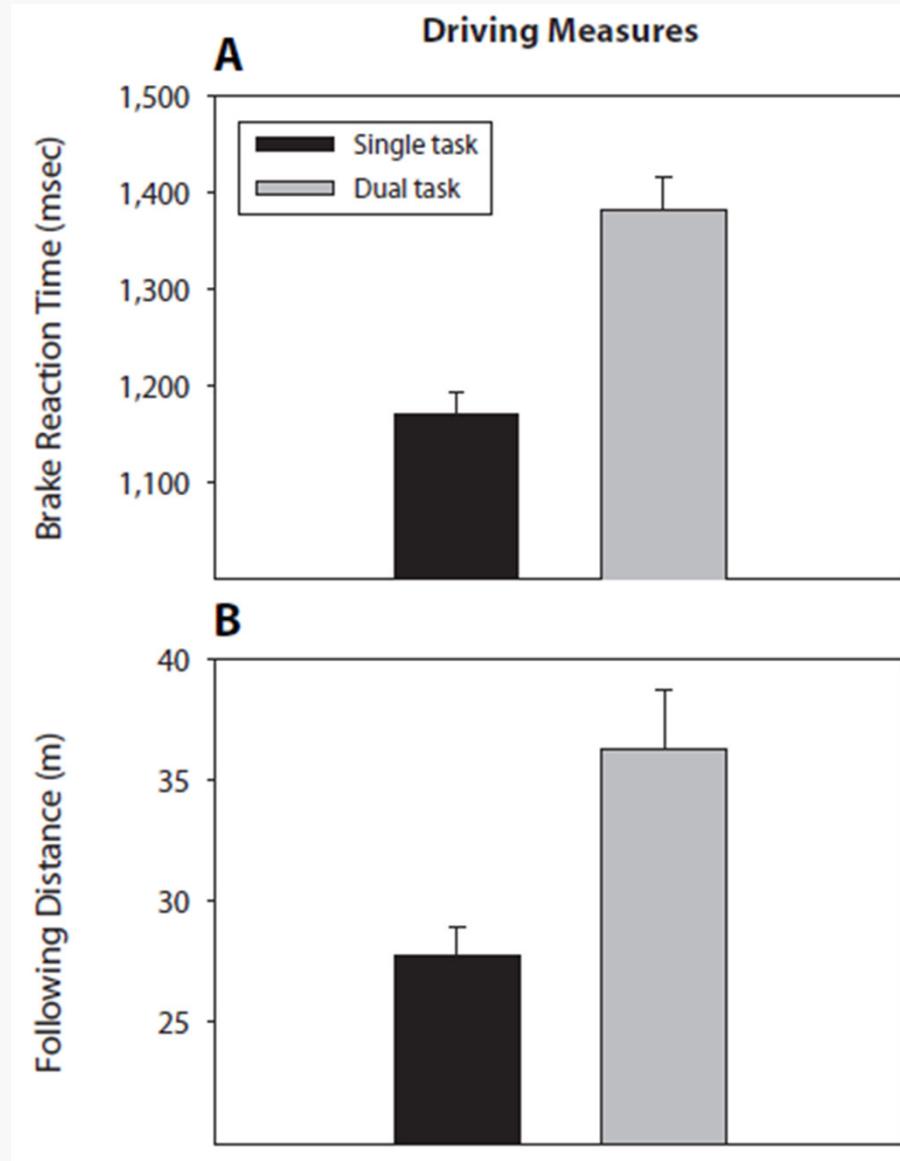 Driving Measures
A
1,500
1,400
1,300
1,200
1,100
Brake Reaction Time (msec)
Single task
Dual task
B
40
35
30
25
Following Distance (m)